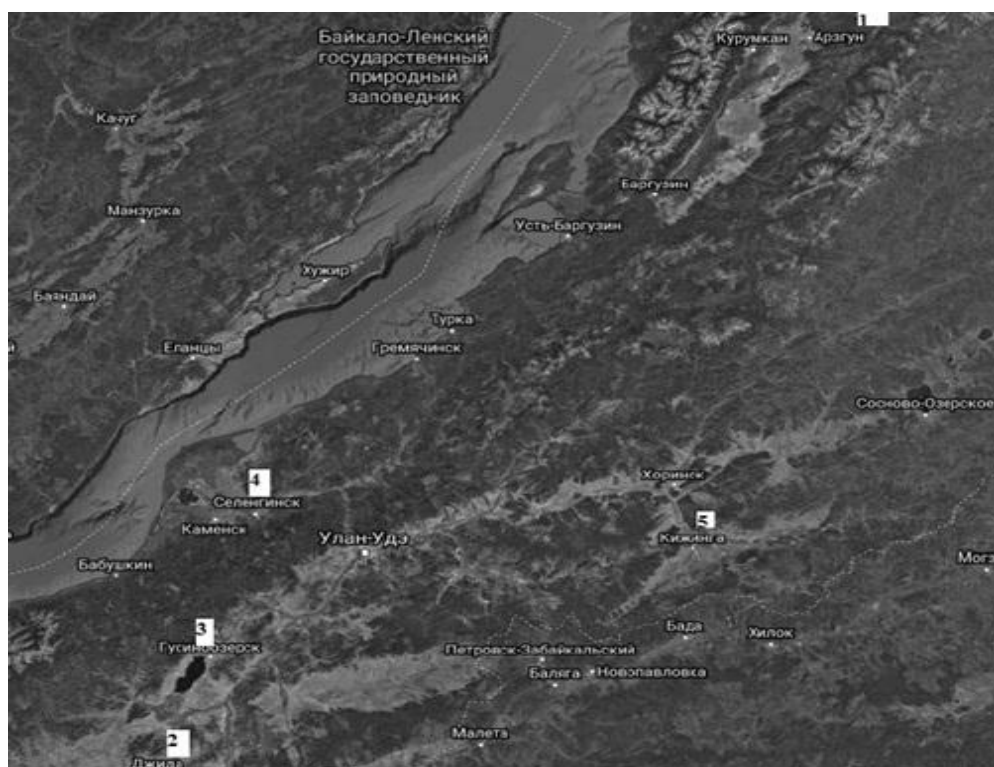 1
Байкало-Ленский
государственный
природный
заповедник
Курумкан
Арзгун
Качуг
Баргузин
Манзурка
Усть-Баргузин
Хужир
Баяндай
Турка
Еланцы
Гремячинск
Сосново-Озерское
Хоринск
4
Селенгинск
Каменск
5
Улан-Удэ
Кижинга
Бабушкин
3
Гусиноозерск
Бада
Хилок
Петровск-Забайкальский
Баляга
Новопавловка
Малета
2
Джида